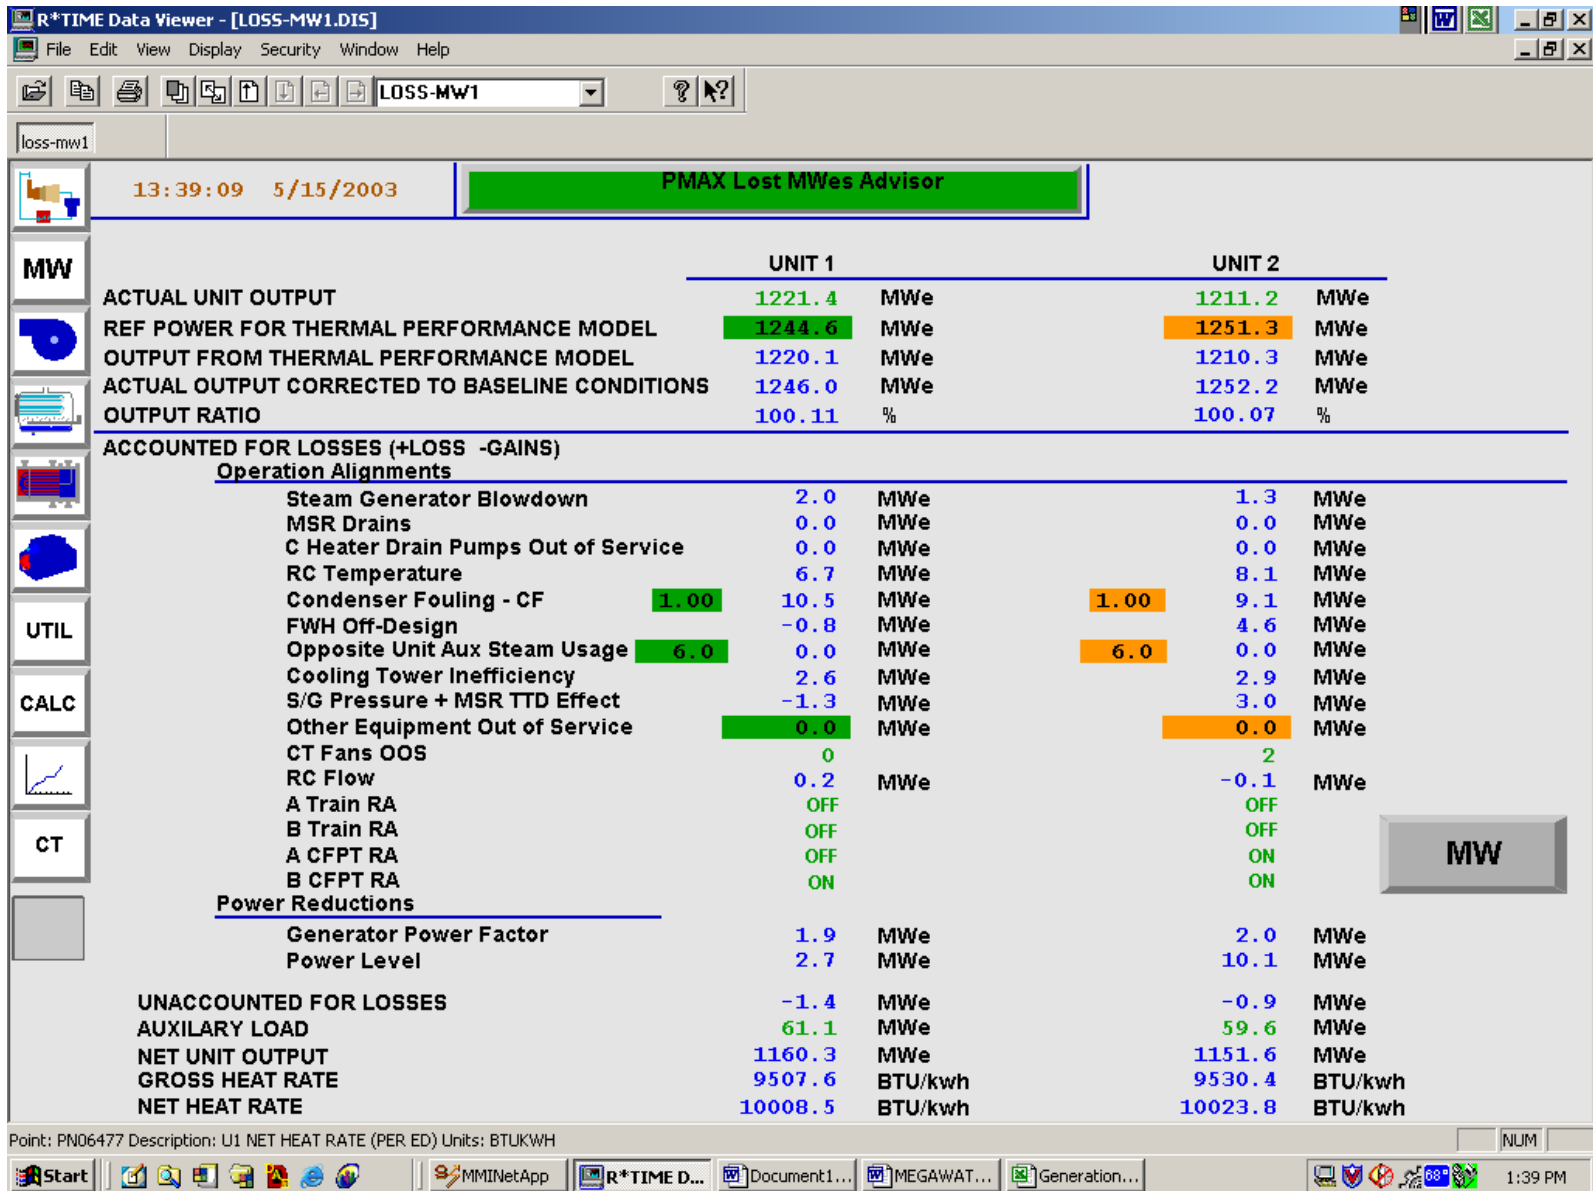 R*TIME Data Viewer - [LOSS-MW1.DIS]
File Edit View Display Security Window Help
LOSS-MW1
loss-mw1
13:39:09 5/15/2003 PMAX Lost MWes Advisor
MW UNIT 1 UNIT 2
ACTUAL UNIT OUTPUT 1221.4 MWe 1211.2 MWe
REF POWER FOR THERMAL PERFORMANCE MODEL 1244.6 MWe 1251.3 MWe
OUTPUT FROM THERMAL PERFORMANCE MODEL 1220.1 MWe 1210.3 MWe
ACTUAL OUTPUT CORRECTED TO BASELINE CONDITIONS 1246.0 MWe 1252.2 MWe
OUTPUT RATIO 100.11 % 100.07 %
ACCOUNTED FOR LOSSES (+LOSS -GAINS)
Operation Alignments
Steam Generator Blowdown 2.0 MWe 1.3 MWe
MSR Drains 0.0 MWe 0.0 MWe
C Heater Drain Pumps Out of Service 0.0 MWe 0.0 MWe
RC Temperature 6.7 MWe 8.1 MWe
Condenser Fouling - CF 1.00 10.5 MWe 1.00 9.1 MWe
UTIL FWH Off-Design -0.8 MWe 4.6 MWe
Opposite Unit Aux Steam Usage 6.0 0.0 MWe 6.0 0.0 MWe
Cooling Tower Inefficiency 2.6 MWe 2.9 MWe
CALC S/G Pressure + MSR TTD Effect -1.3 MWe 3.0 MWe
Other Equipment Out of Service 0.0 MWe 0.0 MWe
CT Fans OOS 0 2
RC Flow 0.2 MWe -0.1 MWe
A Train RA OFF OFF
B Train RA OFF OFF
CT A CFPT RA OFF ON MW
B CFPT RA ON ON
Power Reductions
Generator Power Factor 1.9 MWe 2.0 MWe
Power Level 2.7 MWe 10.1 MWe
UNACCOUNTED FOR LOSSES -1.4 MWe -0.9 MWe
AUXILARY LOAD 61.1 MWe 59.6 MWe
NET UNIT OUTPUT 1160.3 MWe 1151.6 MWe
GROSS HEAT RATE 9507.6 BTU/kwh 9530.4 BTU/kwh
NET HEAT RATE 10008.5 BTU/kwh 10023.8 BTU/kwh
Point: PN06477 Description: U1 NET HEAT RATE (PER ED) Units: BTUKWH NUM
Start MMINetApp R*TIME D... Document1... MEGAWAT... Generation... 68° 1:39 PM